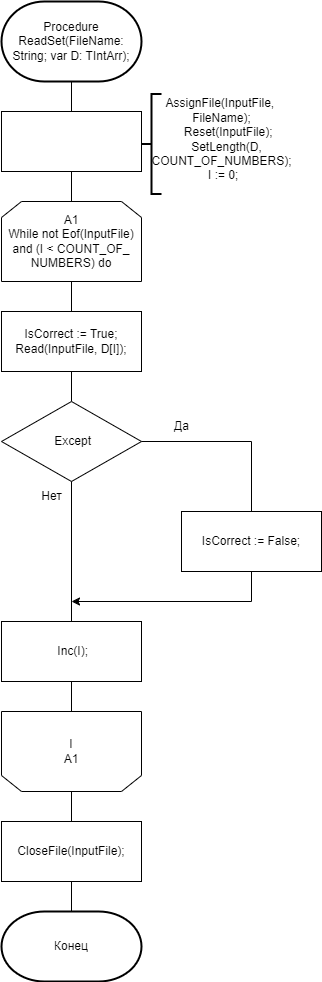 Procedure
ReadSet(FileName:
String; var D: TIntArr);
AssignFile(InputFile,
FileName);
Reset(InputFile);
SetLength(D,
COUNT_OF_NUMBERS);
I := 0;
A1
While not Eof(InputFile)
and (I < COUNT_OF_
NUMBERS) do
IsCorrect := True;
Read(InputFile, D[I]);
Except
Да
Нет
IsCorrect := False;
Inc(I);
I
A1
CloseFile(InputFile);
Конец